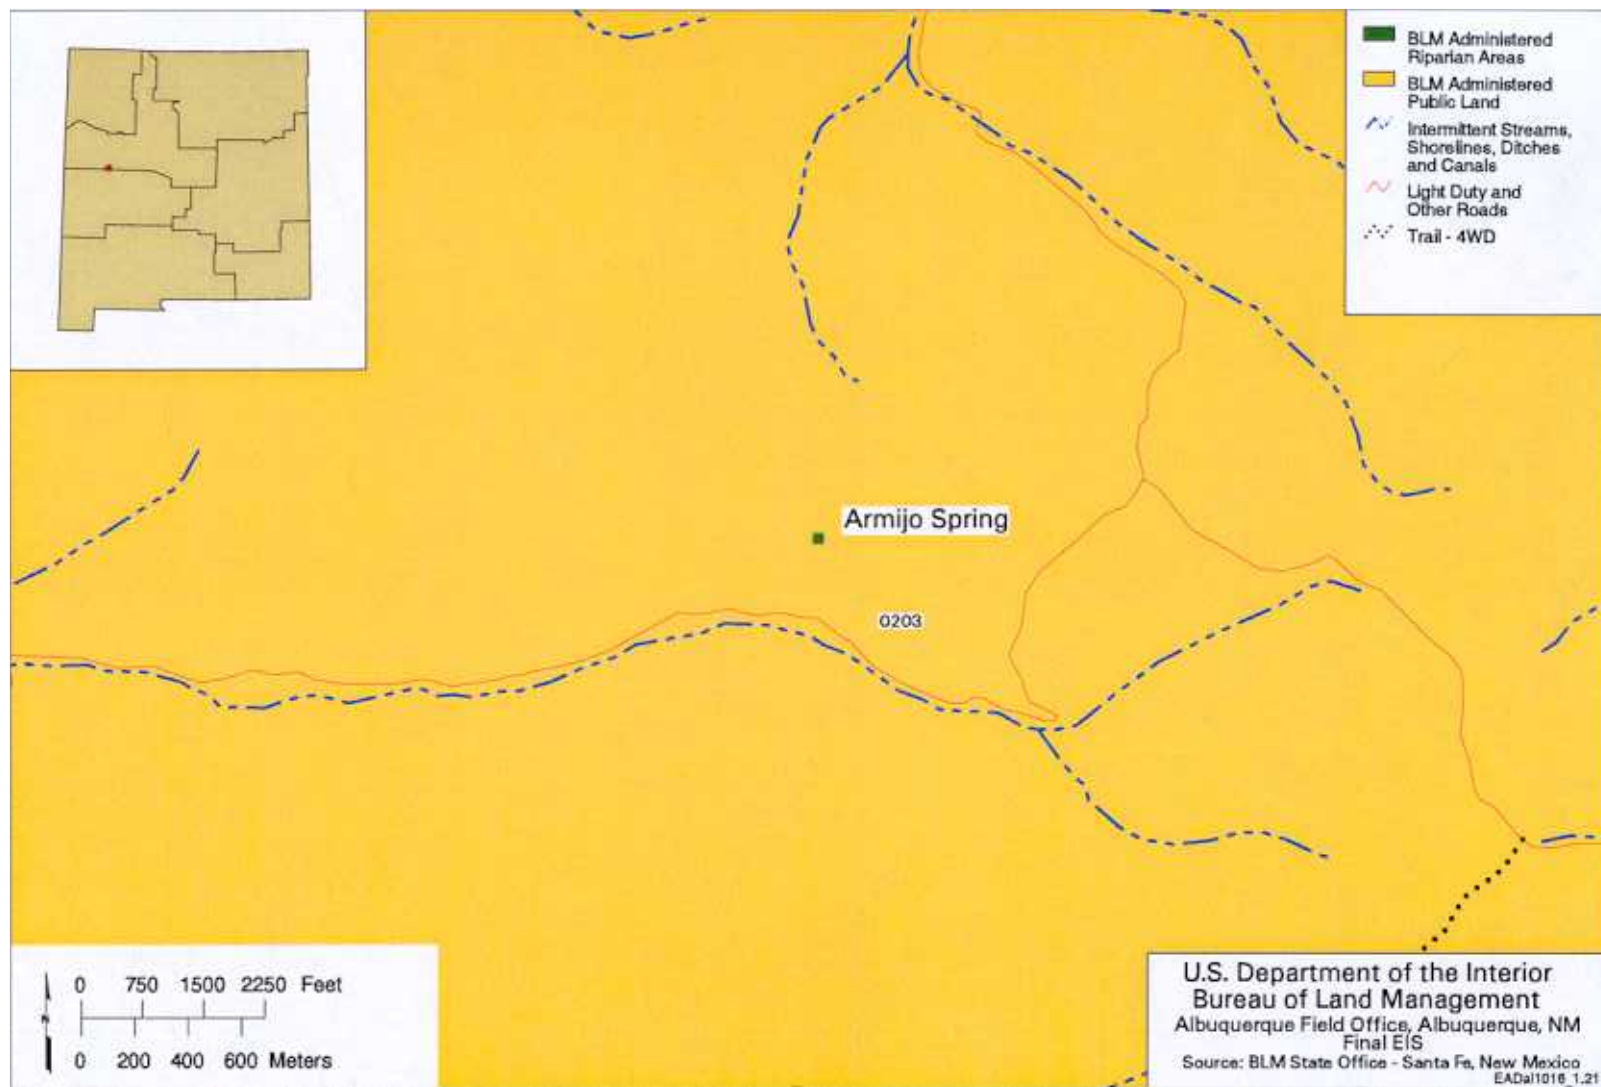 BLM Administered
Riparian Areas
BLM Administered
Public Land
Intermittent Streams,
Shorelines, Ditches
and Canals
Light Duty and
Other Roads
Trail - 4WD
Armijo Spring
0203
0 750 1500 2250 Feet
N
0 200 400 600 Meters
U.S. Department of the Interior
Bureau of Land Management
Albuquerque Field Office, Albuquerque, NM
Final EIS
Source: BLM State Office - Santa Fe, New Mexico
EADal1016 1.21